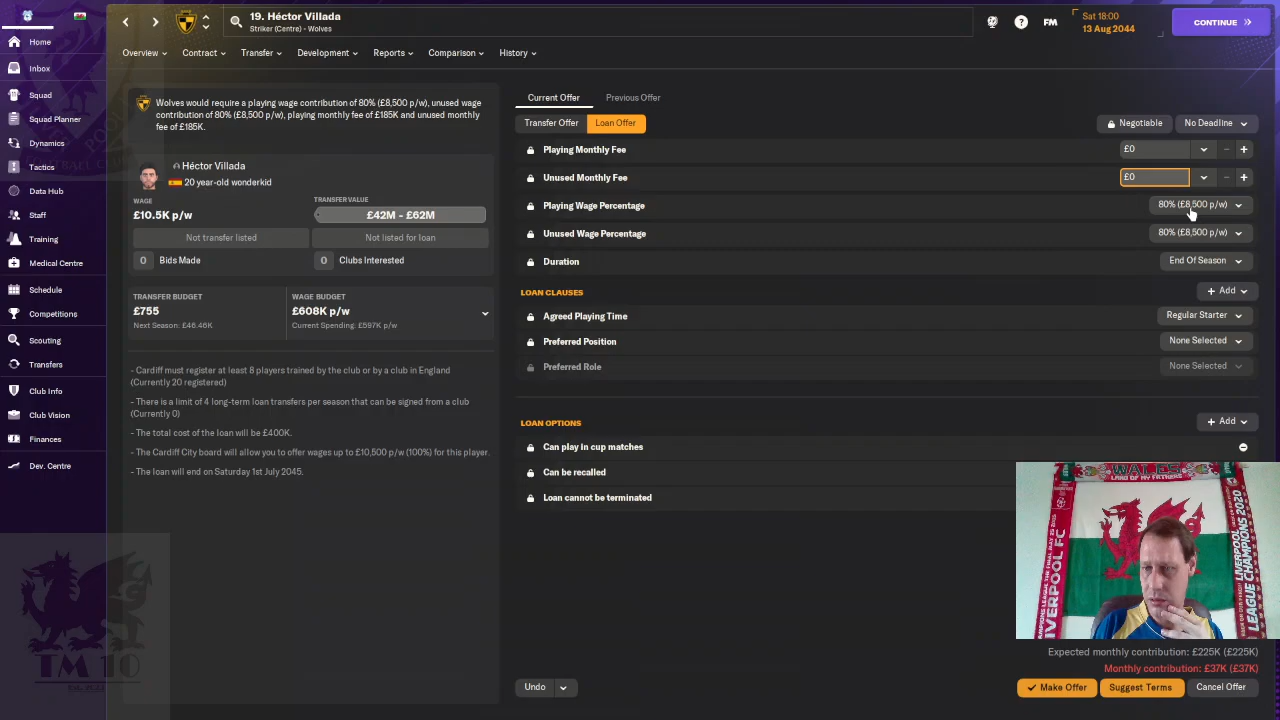 19. Héctor Villada
Striker (Centre) - Wolves
FM
Sat 18:00
13 Aug 2044
CONTINUE
Home
Inbox
Squad
Squad Planner
Dynamics
Tactics
Data Hub
Staff
Training
Medical Centre
Schedule
Competitions
Scouting
Transfers
Club Info
Club Vision
Finances
Dev. Centre
Overview
Contract
Transfer
Development
Reports
Comparison
History
Wolves would require a playing wage contribution of 80% (£8,500 p/w), unused wage
contribution of 80% (£8,500 p/w), playing monthly fee of £185K and unused monthly
fee of £185K.
Héctor Villada
20 year-old wonderkid
WAGE
£10.5K p/w
TRANSFER VALUE
£42M - £62M
Not transfer listed
Not listed for loan
0 Bids Made
0 Clubs Interested
TRANSFER BUDGET
£755
Next Season: £46.46K
WAGE BUDGET
£608K p/w
Current Spending: £597K p/w
- Cardiff must register at least 8 players trained by the club or by a club in England
(Currently 20 registered)
- There is a limit of 4 long-term loan transfers per season that can be signed from a club
(Currently 0)
- The total cost of the loan will be £400K.
- The Cardiff City board will allow you to offer wages up to £10,500 p/w (100%) for this player.
- The loan will end on Saturday 1st July 2045.
Current Offer
Previous Offer
Transfer Offer
Loan Offer
Negotiable
No Deadline
Playing Monthly Fee £0
Unused Monthly Fee £0
Playing Wage Percentage 80% (£8,500 p/w)
Unused Wage Percentage 80% (£8,500 p/w)
Duration End Of Season
LOAN CLAUSES
+ Add
Agreed Playing Time Regular Starter
Preferred Position None Selected
Preferred Role None Selected
LOAN OPTIONS
+ Add
Can play in cup matches
Can be recalled
Loan cannot be terminated
WALES
LAND OF MY FATHERS
LIVERPOOL FC
LIVERPOOL
LEAGUE CHAMPIONS 2020
Expected monthly contribution: £225K (£225K)
Monthly contribution: £37K (£37K)
Undo
Make Offer
Suggest Terms
Cancel Offer
TM 10